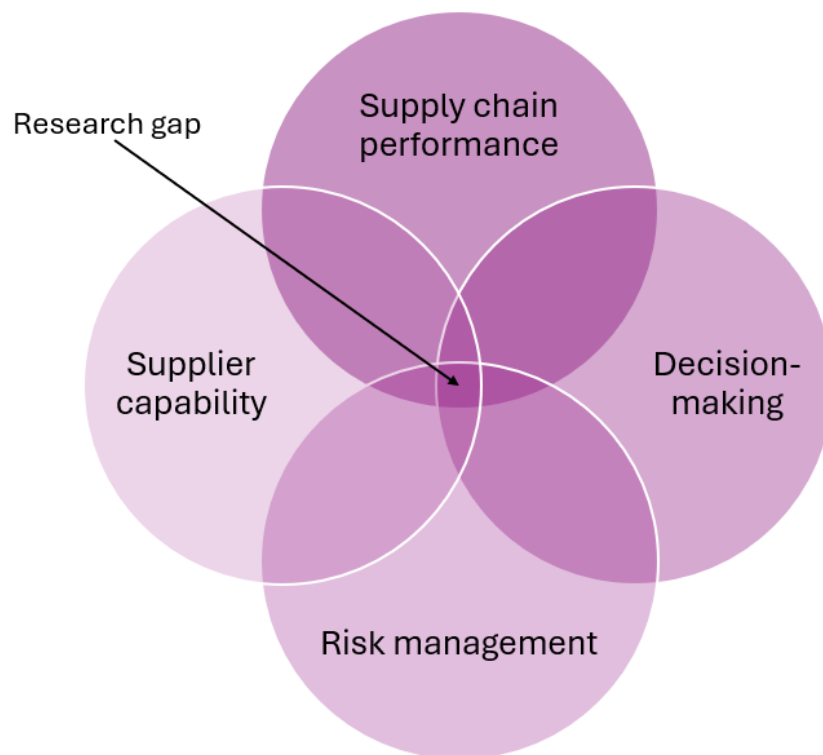 Research gap
Supply chain
performance
Supplier
capability
Decision-
making
Risk management